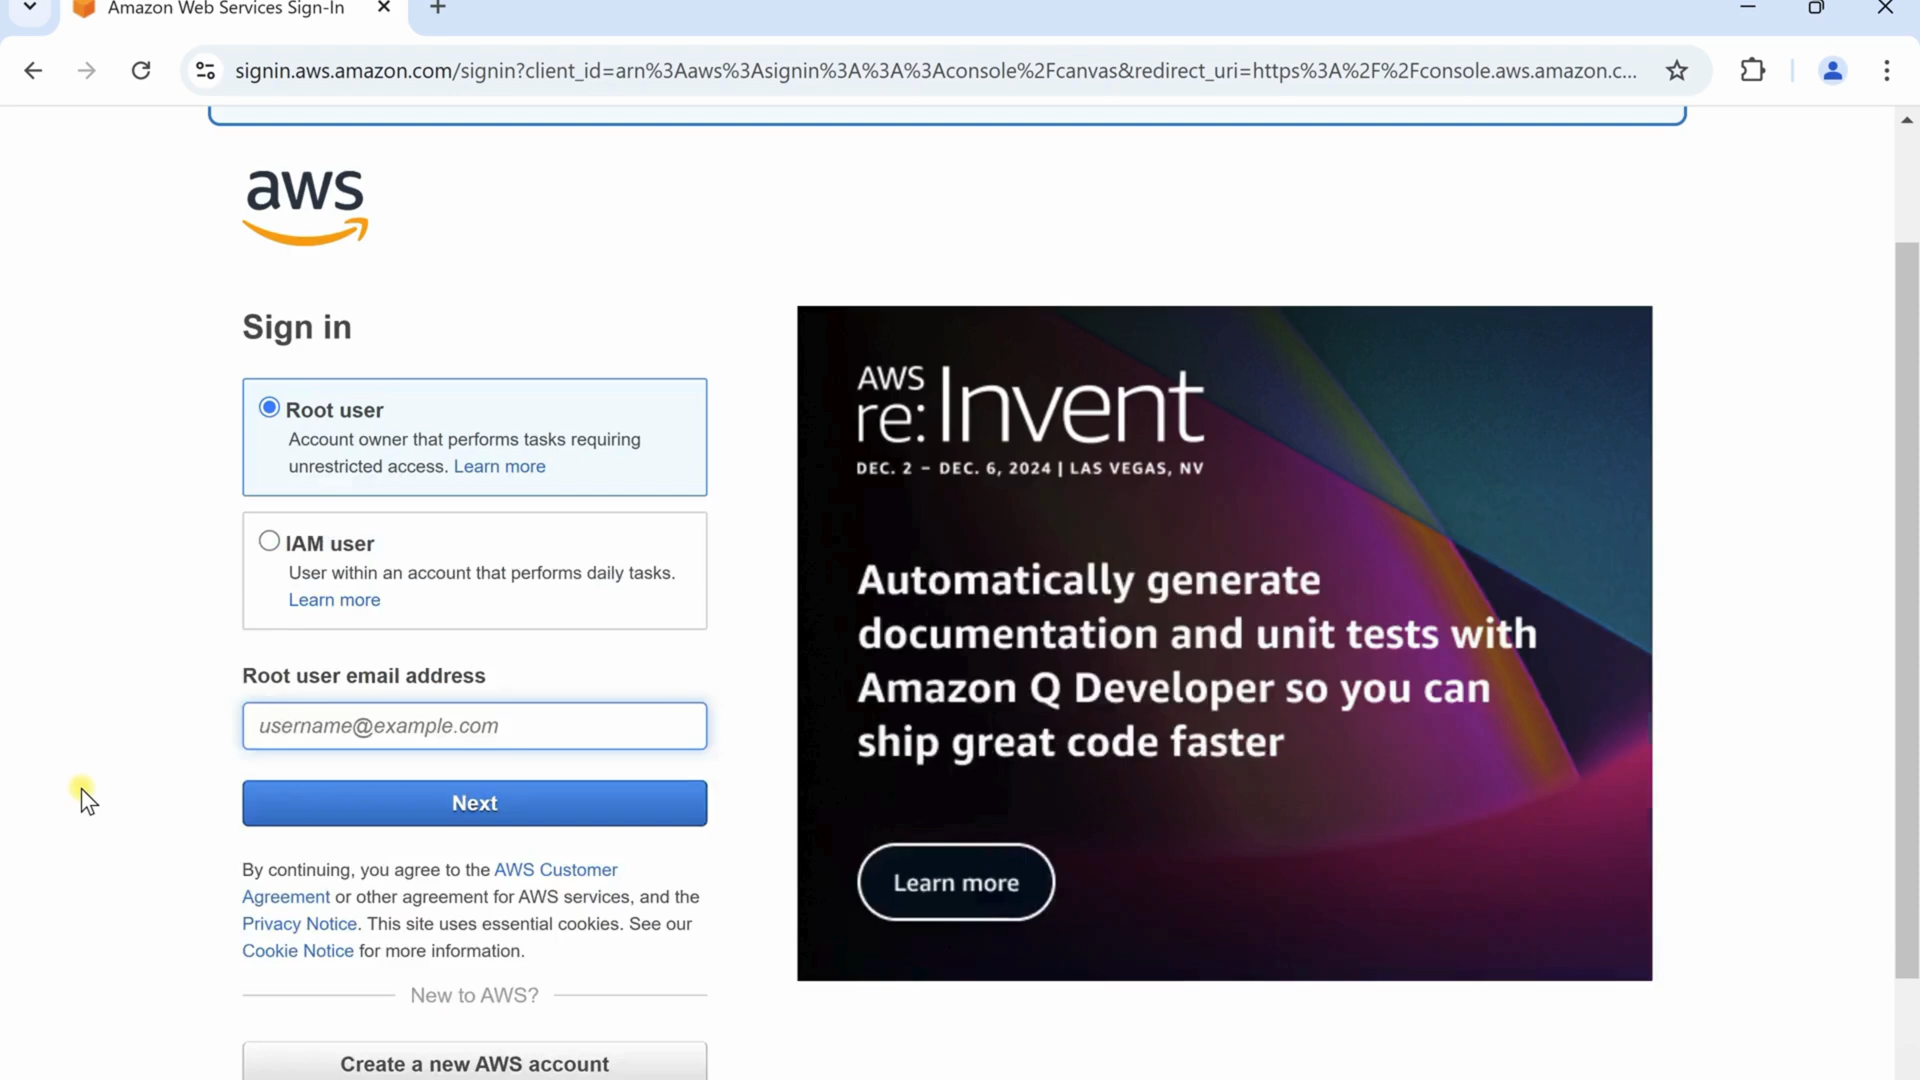 Amazon Web Services Sign-In
signin.aws.amazon.com/signin?client_id=arn%3Aaws%3Asignin%3A%3A%3Aconsole%2Fcanvas&redirect_uri=https%3A%2F%2Fconsole.aws.amazon.c...
aws
Sign in
Root user
Account owner that performs tasks requiring
unrestricted access. Learn more
IAM user
User within an account that performs daily tasks.
Learn more
Root user email address
username@example.com
Next
By continuing, you agree to the AWS Customer
Agreement or other agreement for AWS services, and the
Privacy Notice. This site uses essential cookies. See our
Cookie Notice for more information.
New to AWS?
Create a new AWS account
AWS
re:Invent
DEC. 2 – DEC. 6, 2024 | LAS VEGAS, NV
Automatically generate
documentation and unit tests with
Amazon Q Developer so you can
ship great code faster
Learn more